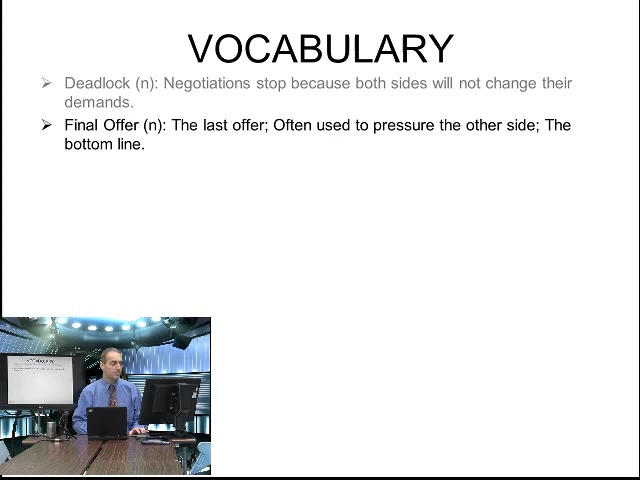 VOCABULARY
➢ Deadlock (n): Negotiations stop because both sides will not change their
demands.
➢ Final Offer (n): The last offer; Often used to pressure the other side; The
bottom line.
VOCABULARY